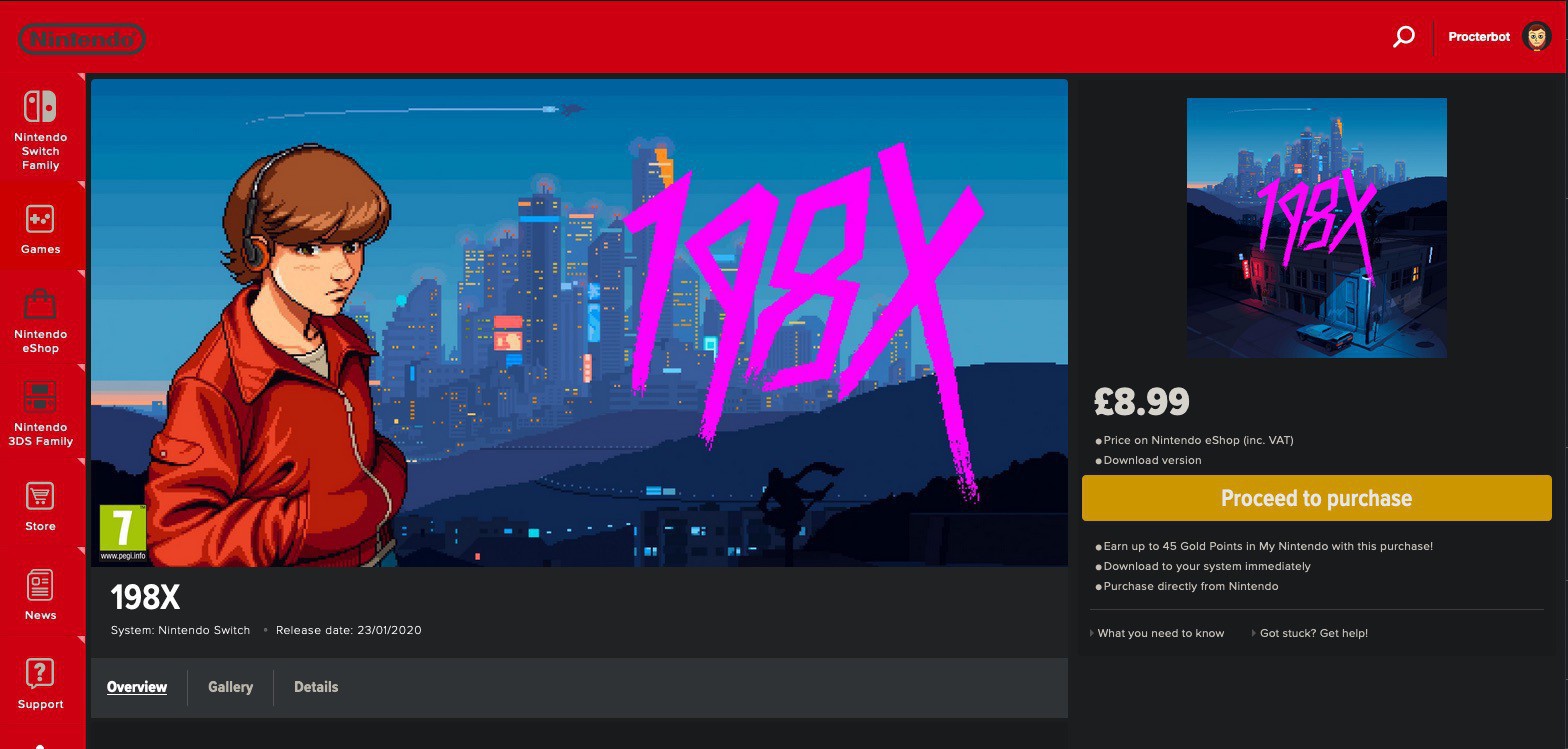 Nintendo
Procterbot
Nintendo
Switch
Family
Games
Nintendo
eShop
Nintendo
3DS Family
Store
News
Support
198X
7
www.pegi.info
198X
System: Nintendo Switch • Release date: 23/01/2020
Overview
Gallery
Details
198X
£8.99
●Price on Nintendo eShop (inc. VAT)
●Download version
Proceed to purchase
●Earn up to 45 Gold Points in My Nintendo with this purchase!
●Download to your system immediately
●Purchase directly from Nintendo
What you need to know
Got stuck? Get help!